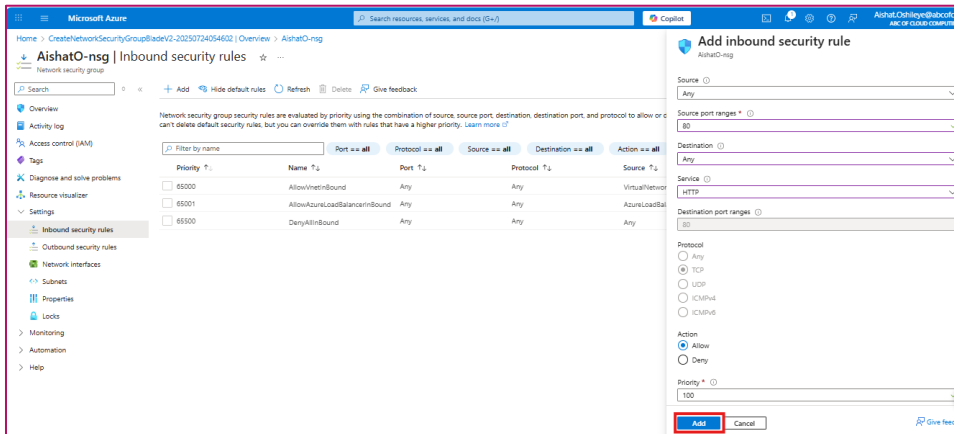 Microsoft Azure
Search resources, services, and docs (G+/)
Copilot
Aishat.Oshileye@abcofc
ABC OF CLOUD COMPUTI
Home > CreateNetworkSecurityGroupBladeV2-20250724054602 | Overview > AishatO-nsg
AishatO-nsg | Inbound security rules
Network security group
Search
Overview
Activity log
Access control (IAM)
Tags
Diagnose and solve problems
Resource visualizer
Settings
Inbound security rules
Outbound security rules
Network interfaces
Subnets
Properties
Locks
Monitoring
Automation
Help
Add Hide default rules Refresh Delete Give feedback
Network security group security rules are evaluated by priority using the combination of source, source port, destination, destination port, and protocol to allow or d
can't delete default security rules, but you can override them with rules that have a higher priority. Learn more
Filter by name
Port == all Protocol == all Source == all Destination == all Action == all
Priority Name Port Protocol Source
65000 AllowVnetInBound Any Any VirtualNetwor
65001 AllowAzureLoadBalancerInBound Any Any AzureLoadBal
65500 DenyAllInBound Any Any Any
Add inbound security rule
AishatO-nsg
Source
Any
Source port ranges *
80
Destination
Any
Service
HTTP
Destination port ranges
80
Protocol
Any
TCP
UDP
ICMPv4
ICMPv6
Action
Allow
Deny
Priority *
100
Add Cancel Give feed